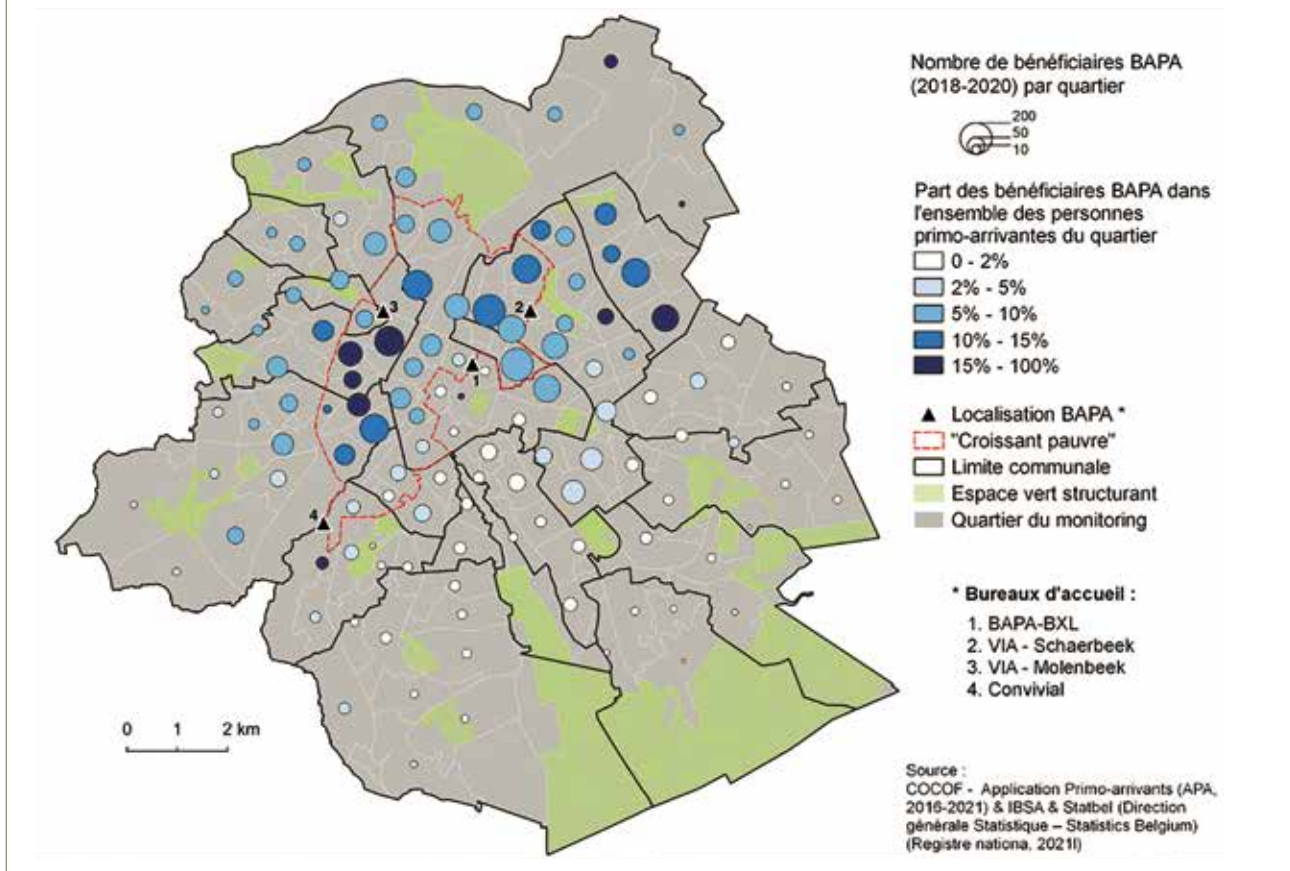 Nombre de bénéficiaires BAPA
(2018-2020) par quartier
200
50
10
Part des bénéficiaires BAPA dans
l'ensemble des personnes
primo-arrivantes du quartier
0 - 2%
2% - 5%
5% - 10%
10% - 15%
15% - 100%
Localisation BAPA *
"Croissant pauvre"
Limite communale
Espace vert structurant
Quartier du monitoring
* Bureaux d'accueil :
1. BAPA-BXL
2. VIA - Schaerbeek
3. VIA - Molenbeek
4. Convivial
3
2
1
4
0 1 2 km
Source :
COCOF - Application Primo-arrivants (APA,
2016-2021) & IBSA & Statbel (Direction
générale Statistique – Statistics Belgium)
(Registre nationa, 2021l)